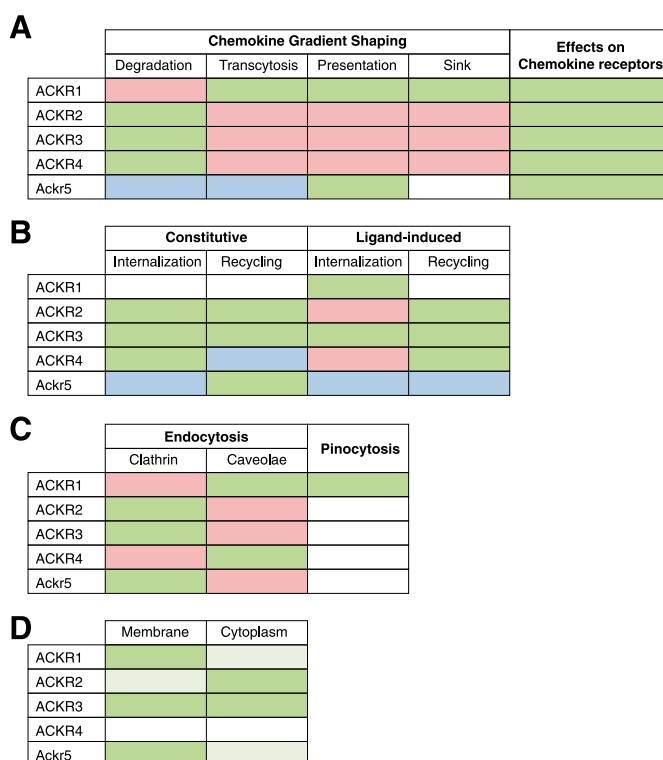 A
Chemokine Gradient Shaping
Effects on
Chemokine receptors
Degradation Transcytosis Presentation Sink
ACKR1
ACKR2
ACKR3
ACKR4
Ackr5
B
Constitutive Ligand-induced
Internalization Recycling Internalization Recycling
ACKR1
ACKR2
ACKR3
ACKR4
Ackr5
C
Endocytosis Pinocytosis
Clathrin Caveolae
ACKR1
ACKR2
ACKR3
ACKR4
Ackr5
D
Membrane Cytoplasm
ACKR1
ACKR2
ACKR3
ACKR4
Ackr5